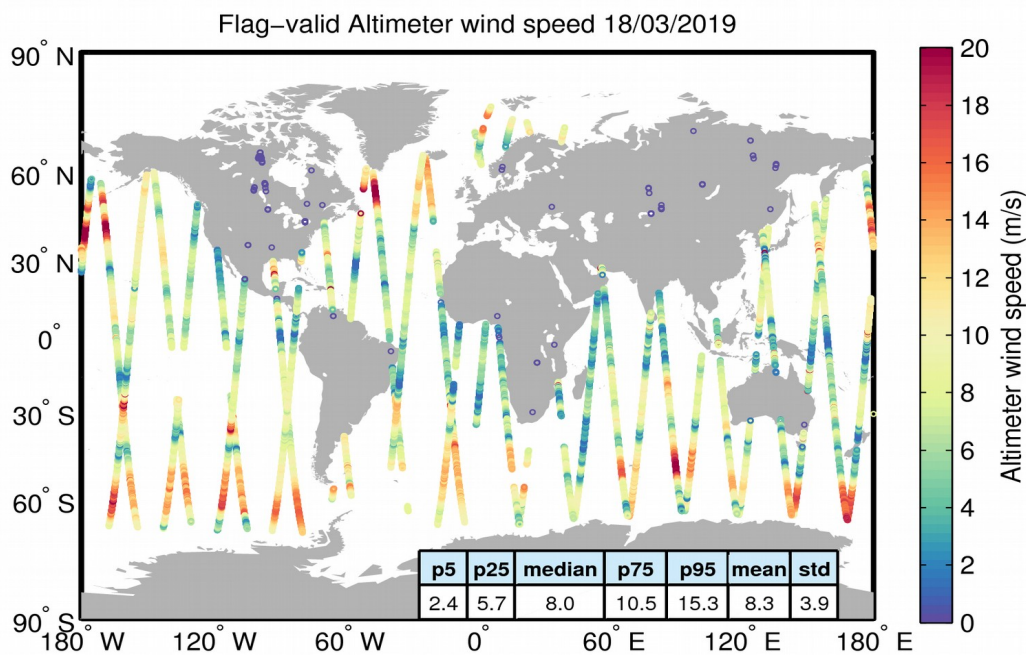 Flag−valid Altimeter wind speed 18/03/2019
90° N
60° N
30° N
0°
30° S
60° S
90° S
180° W
120° W
60° W
0°
60° E
120° E
180° E
p5 p25 median p75 p95 mean std
2.4 5.7 8.0 10.5 15.3 8.3 3.9
20
18
16
14
12
10
8
6
4
2
0
Altimeter wind speed (m/s)